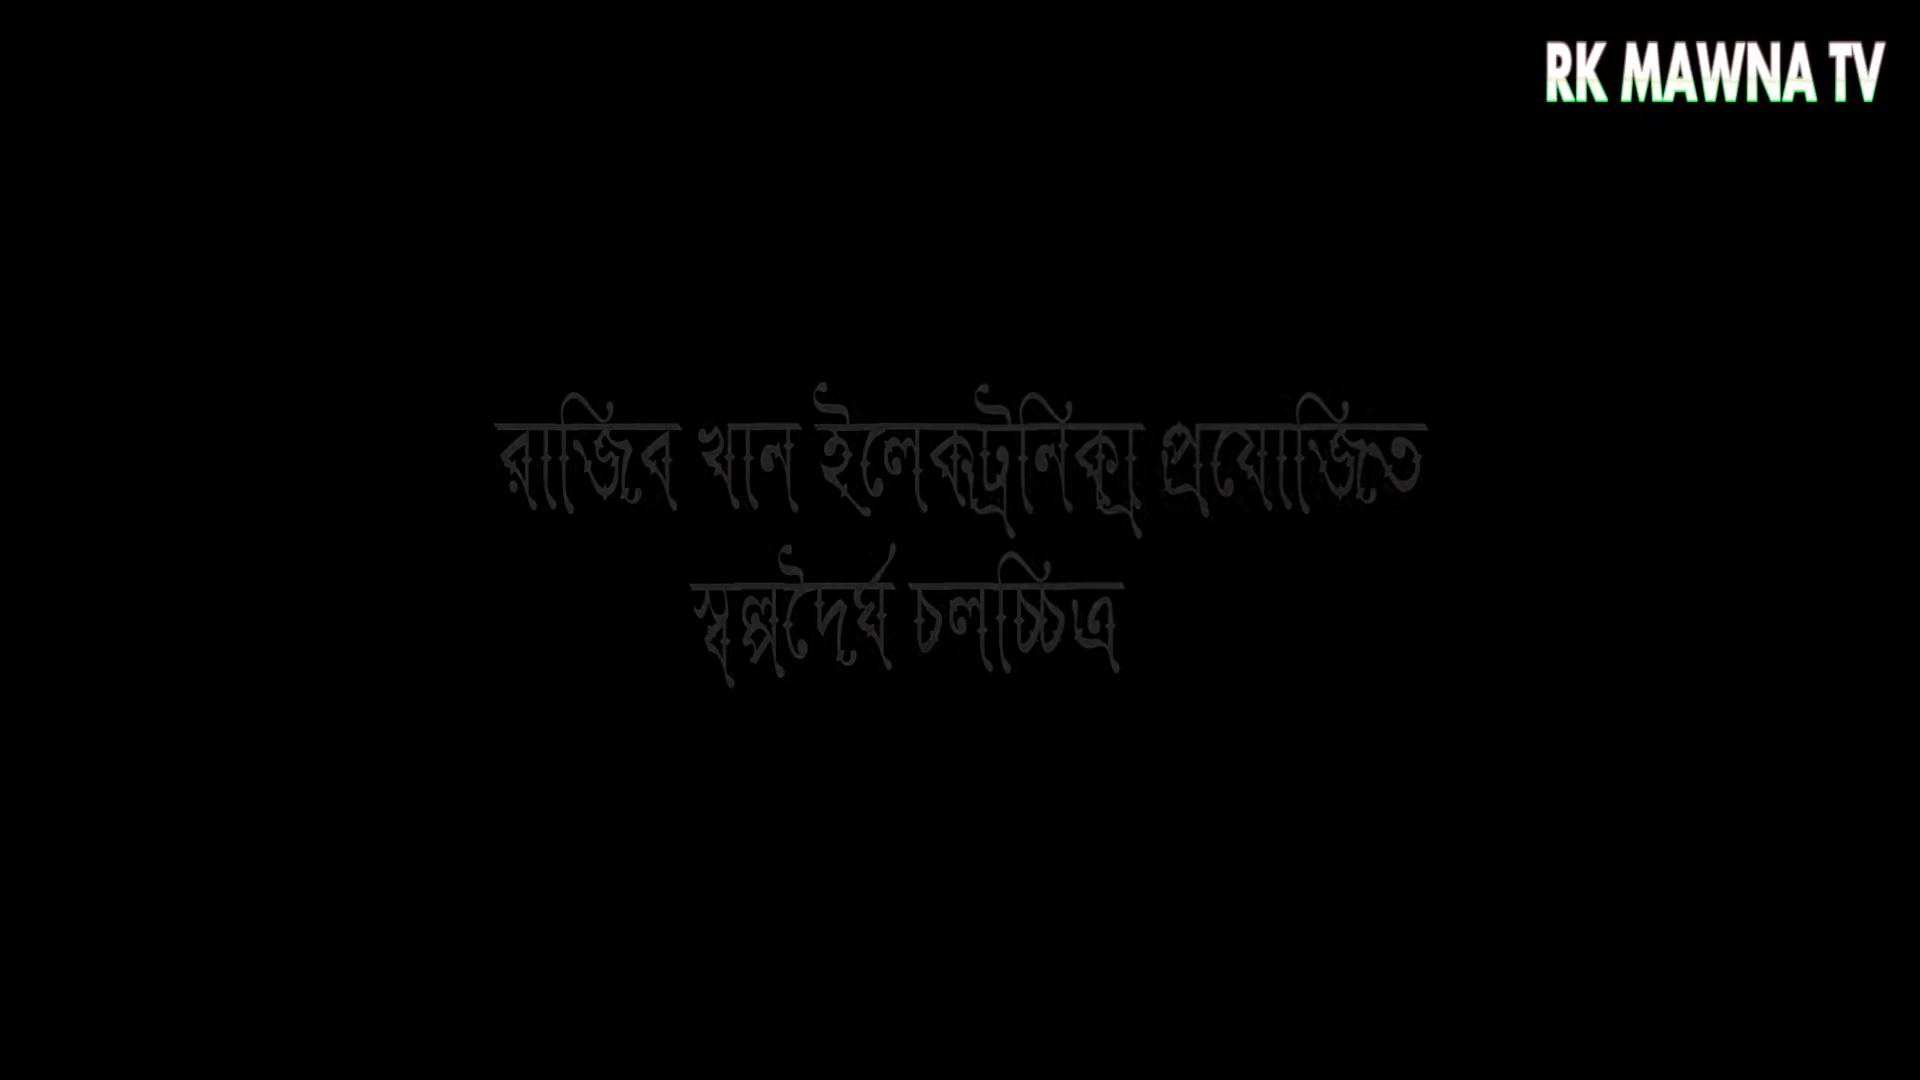 RK MAWNA TV
রাজিব খান ইলেকট্রনিক্স প্রযোজিত
স্বল্পদৈর্ঘ চলচ্চিত্র